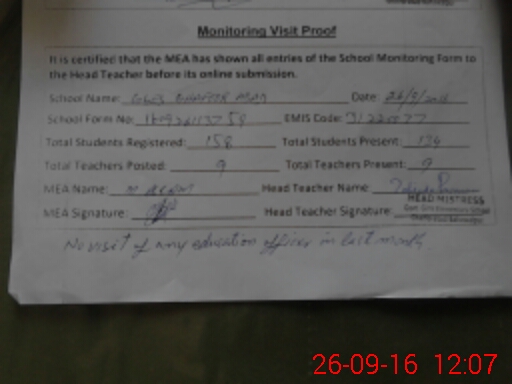 Monitoring Visit Proof
It is certified that the MEA has shown all entries of the School Monitoring Form to
the Head Teacher before its online submission.
School Name: GGES Date:
School Form No: EMIS Code:
Total Students Registered: 158 Total Students Present: 134
Total Teachers Posted: 9 Total Teachers Present: 9
MEA Name: M Head Teacher Name:
HEAD MISTRESS
MEA Signature: Head Teacher Signature:
No visit of any education officer in last month
26-09-16 12:07